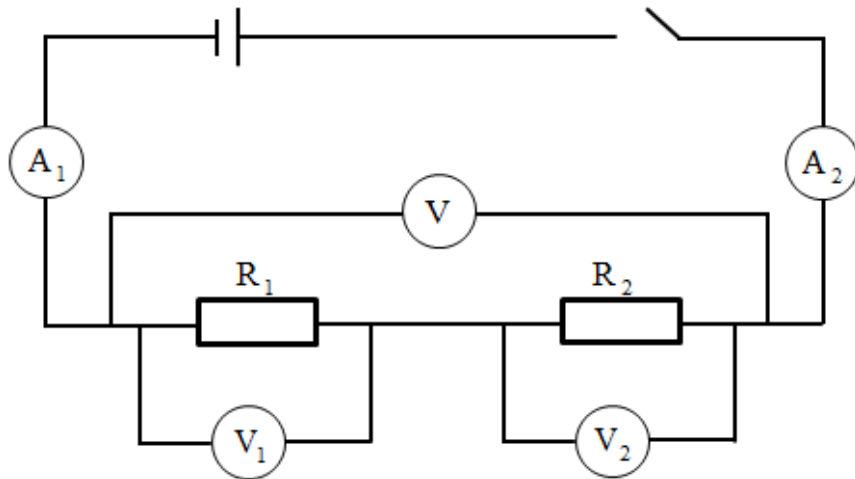 A₁
A₂
V
R₁
R₂
V₁
V₂